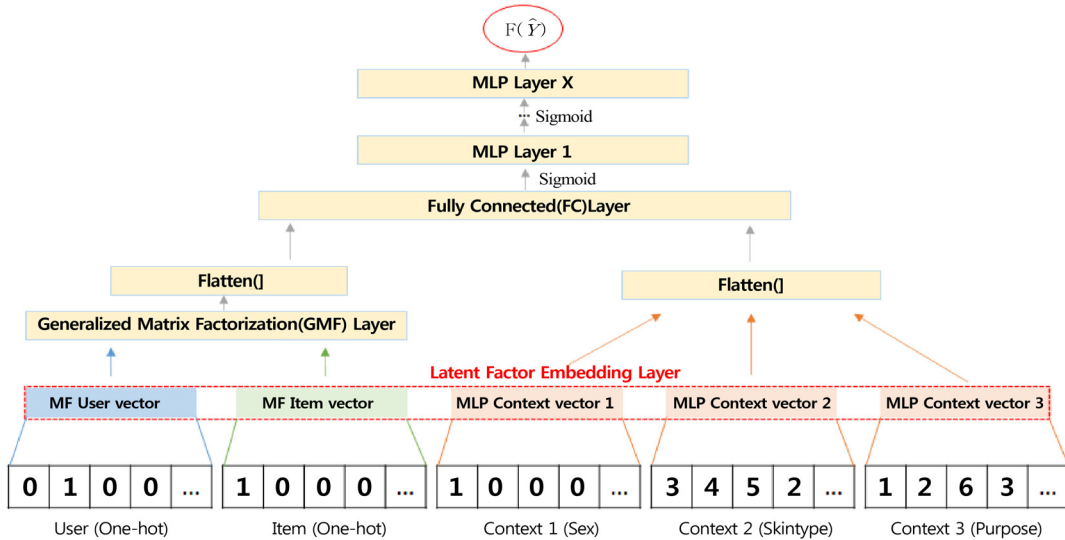 F(Ŷ)
MLP Layer X
... Sigmoid
MLP Layer 1
Sigmoid
Fully Connected(FC)Layer
Flatten(] Flatten(]
Generalized Matrix Factorization(GMF) Layer
Latent Factor Embedding Layer
MF User vector MF Item vector MLP Context vector 1 MLP Context vector 2 MLP Context vector 3
0 1 0 0 ... 1 0 0 0 ... 1 0 0 0 ... 3 4 5 2 ... 1 2 6 3 ...
User (One-hot) Item (One-hot) Context 1 (Sex) Context 2 (Skintype) Context 3 (Purpose)